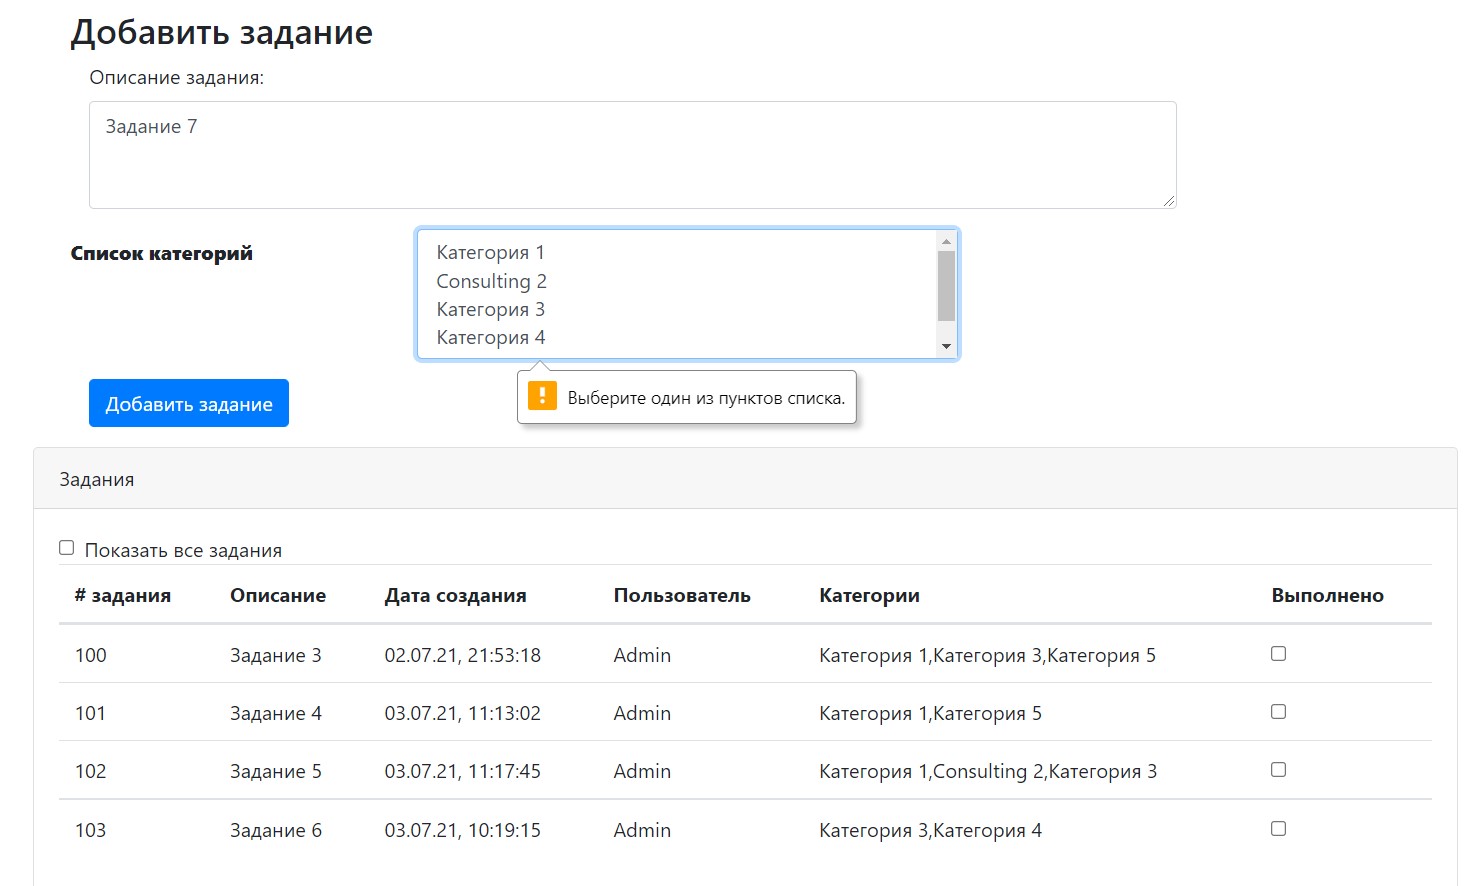 Добавить задание
Описание задания:
Задание 7
Список категорий
Категория 1
Consulting 2
Категория 3
Категория 4
Добавить задание
! Выберите один из пунктов списка.
Задания
Показать все задания
# задания Описание Дата создания Пользователь Категории Выполнено
100 Задание 3 02.07.21, 21:53:18 Admin Категория 1,Категория 3,Категория 5
101 Задание 4 03.07.21, 11:13:02 Admin Категория 1,Категория 5
102 Задание 5 03.07.21, 11:17:45 Admin Категория 1,Consulting 2,Категория 3
103 Задание 6 03.07.21, 10:19:15 Admin Категория 3,Категория 4